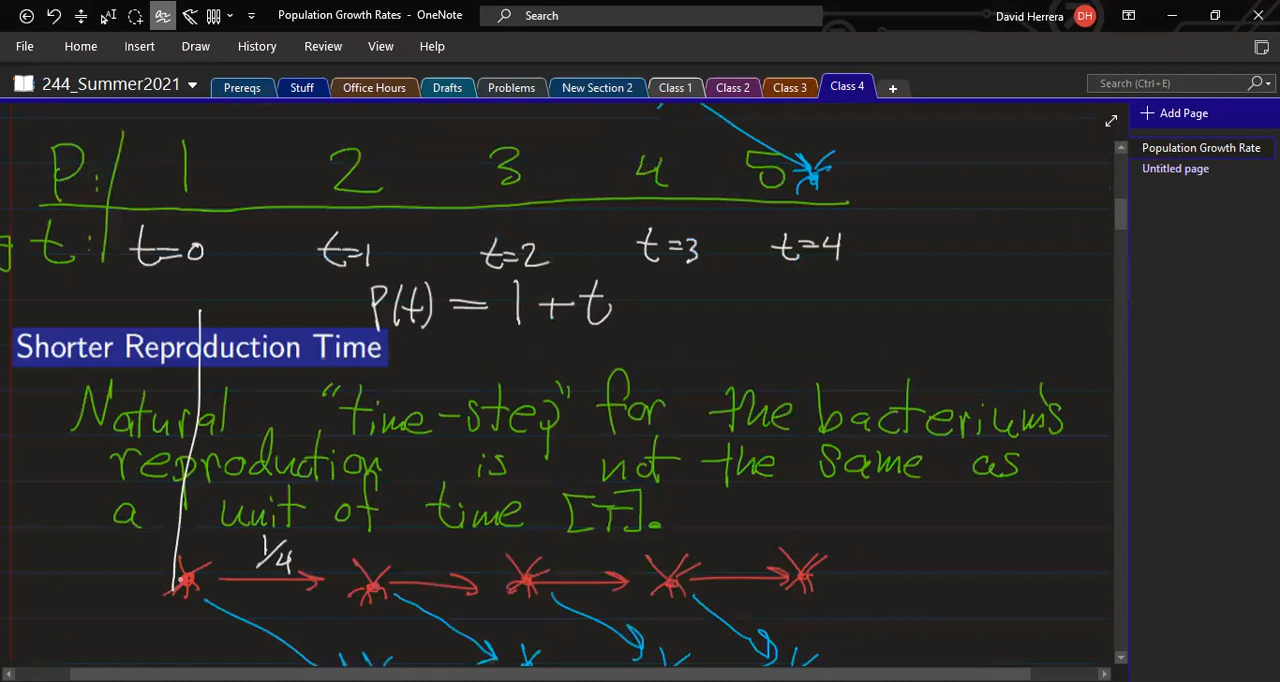 Population Growth Rates - OneNote
Search
David Herrera
DH
File Home Insert Draw History Review View Help
244_Summer2021
Prereqs Stuff Office Hours Drafts Problems New Section 2 Class 1 Class 2 Class 3 Class 4
Search (Ctrl+E)
Add Page
Population Growth Rate
Untitled page
P: 1 2 3 4 5
t: t=0 t=1 t=2 t=3 t=4
P(t) = 1 + t
Shorter Reproduction Time
Natural "time-step" for the bacterium's
reproduction is not the same as
a unit of time [T].
1/4